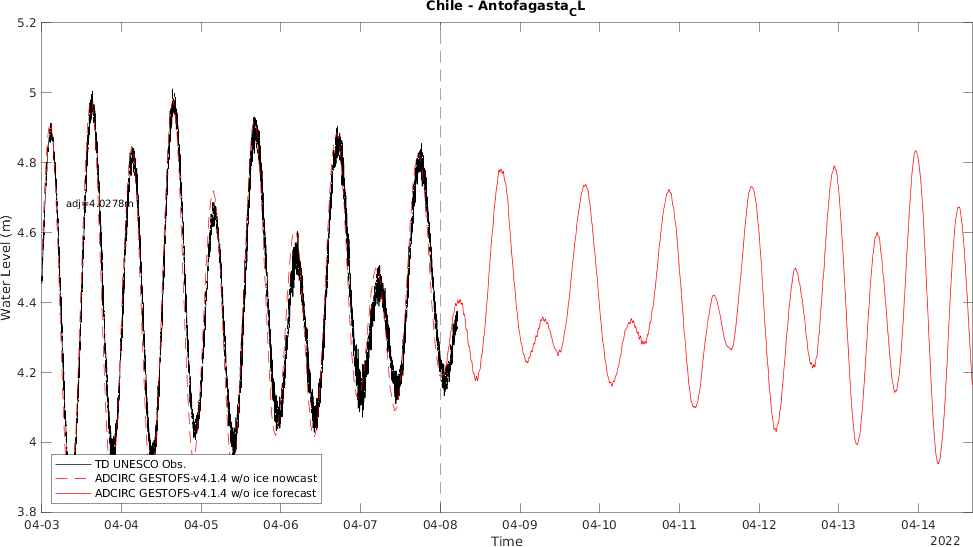 Chile - Antofagasta_CL
5.2
5
4.8
4.6
4.4
4.2
4
3.8
Water Level (m)
adj=4.0278m
TD UNESCO Obs.
ADCIRC GESTOFS-v4.1.4 w/o ice nowcast
ADCIRC GESTOFS-v4.1.4 w/o ice forecast
04-03 04-04 04-05 04-06 04-07 04-08 04-09 04-10 04-11 04-12 04-13 04-14
Time
2022